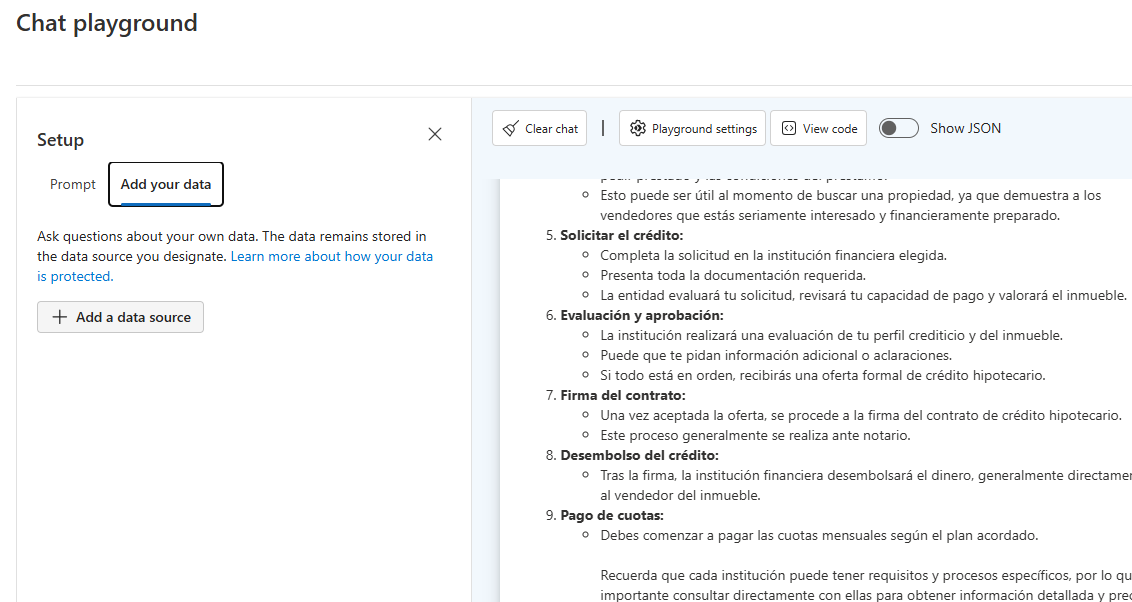 Chat playground
Setup
Prompt
Add your data
Ask questions about your own data. The data remains stored in
the data source you designate. Learn more about how your data
is protected.
Add a data source
Clear chat
Playground settings
View code
Show JSON
Esto puede ser útil al momento de buscar una propiedad, ya que demuestra a los
vendedores que estás seriamente interesado y financieramente preparado.
5. Solicitar el crédito:
Completa la solicitud en la institución financiera elegida.
Presenta toda la documentación requerida.
La entidad evaluará tu solicitud, revisará tu capacidad de pago y valorará el inmueble.
6. Evaluación y aprobación:
La institución realizará una evaluación de tu perfil crediticio y del inmueble.
Puede que te pidan información adicional o aclaraciones.
Si todo está en orden, recibirás una oferta formal de crédito hipotecario.
7. Firma del contrato:
Una vez aceptada la oferta, se procede a la firma del contrato de crédito hipotecario.
Este proceso generalmente se realiza ante notario.
8. Desembolso del crédito:
Tras la firma, la institución financiera desembolsará el dinero, generalmente
al vendedor del inmueble.
9. Pago de cuotas:
Debes comenzar a pagar las cuotas mensuales según el plan acordado.
Recuerda que cada institución puede tener requisitos y procesos específicos, por lo
importante consultar directamente con ellas para obtener información detallada y